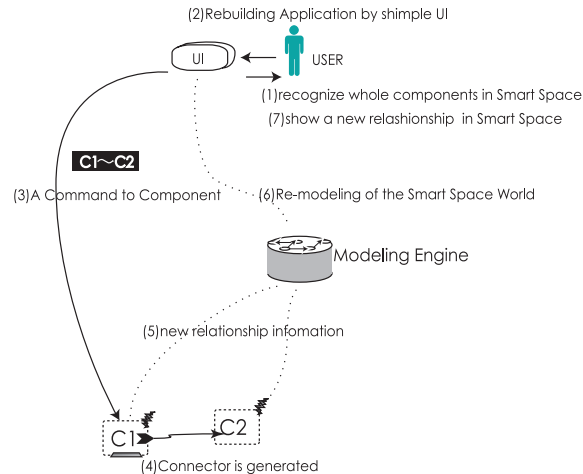 (2)Rebuilding Application by shimple UI
UI
USER
(1)recognize whole components in Smart Space
(7)show a new relashionship in Smart Space
C1～C2
(3)A Command to Component
(6)Re-modeling of the Smart Space World
Modeling Engine
(5)new relationship infomation
C1
C2
(4)Connector is generated